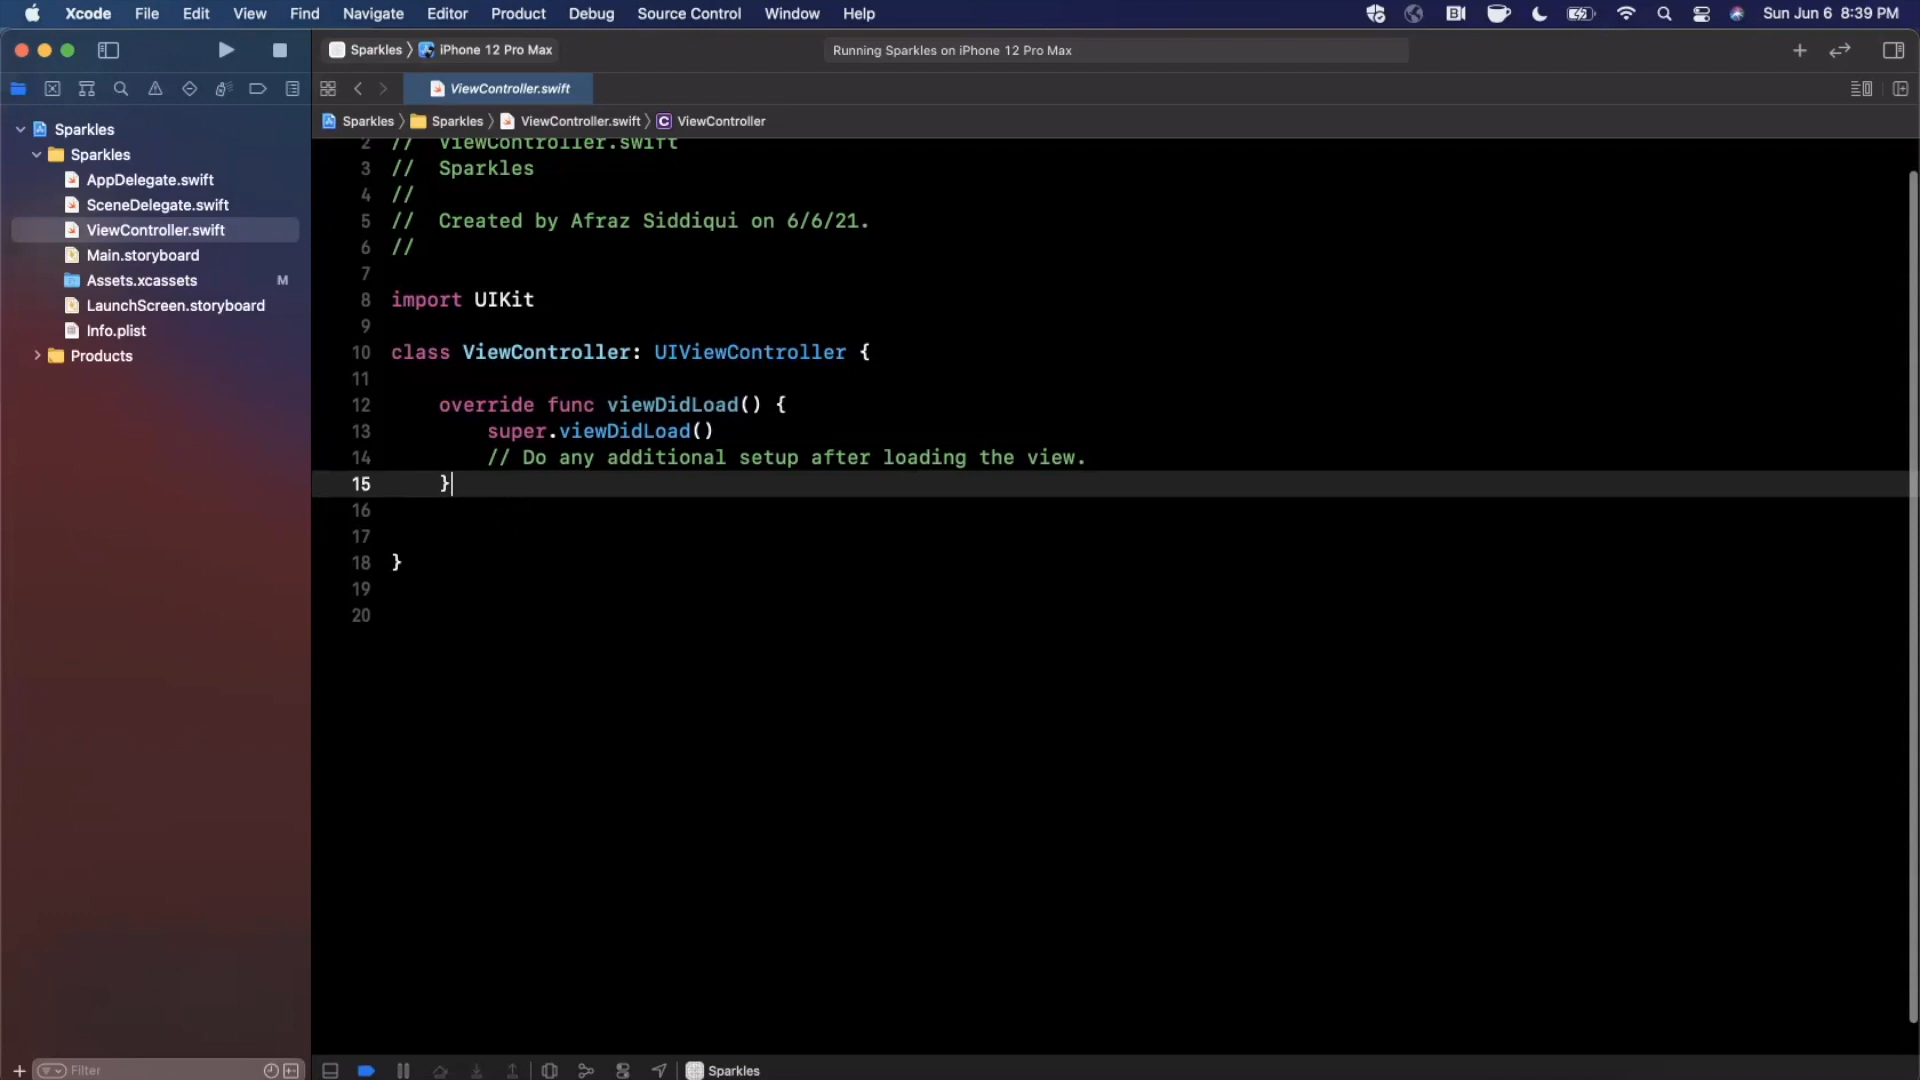 Xcode File Edit View Find Navigate Editor Product Debug Source Control Window Help Sun Jun 6 8:39 PM
Sparkles iPhone 12 Pro Max Running Sparkles on iPhone 12 Pro Max
ViewController.swift
Sparkles Sparkles ViewController.swift C ViewController
Sparkles
Sparkles
AppDelegate.swift
SceneDelegate.swift
ViewController.swift
Main.storyboard
Assets.xcassets M
LaunchScreen.storyboard
Info.plist
Products
2 // ViewController.swift
3 // Sparkles
4 //
5 // Created by Afraz Siddiqui on 6/6/21.
6 //
7
8 import UIKit
9
10 class ViewController: UIViewController {
11
12 override func viewDidLoad() {
13 super.viewDidLoad()
14 // Do any additional setup after loading the view.
15 }
16
17
18 }
19
20
Filter
Sparkles